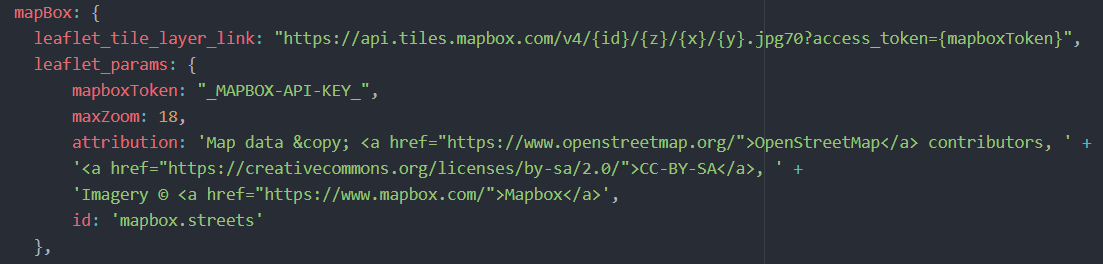 mapBox: {
leaflet_tile_layer_link: "https://api.tiles.mapbox.com/v4/{id}/{z}/{x}/{y}.jpg70?access_token={mapboxToken}",
leaflet_params: {
mapboxToken: "_MAPBOX-API-KEY_",
maxZoom: 18,
attribution: 'Map data &copy; <a href="https://www.openstreetmap.org/">OpenStreetMap</a> contributors, ' +
'<a href="https://creativecommons.org/licenses/by-sa/2.0/">CC-BY-SA</a>, ' +
'Imagery © <a href="https://www.mapbox.com/">Mapbox</a>',
id: 'mapbox.streets'
},